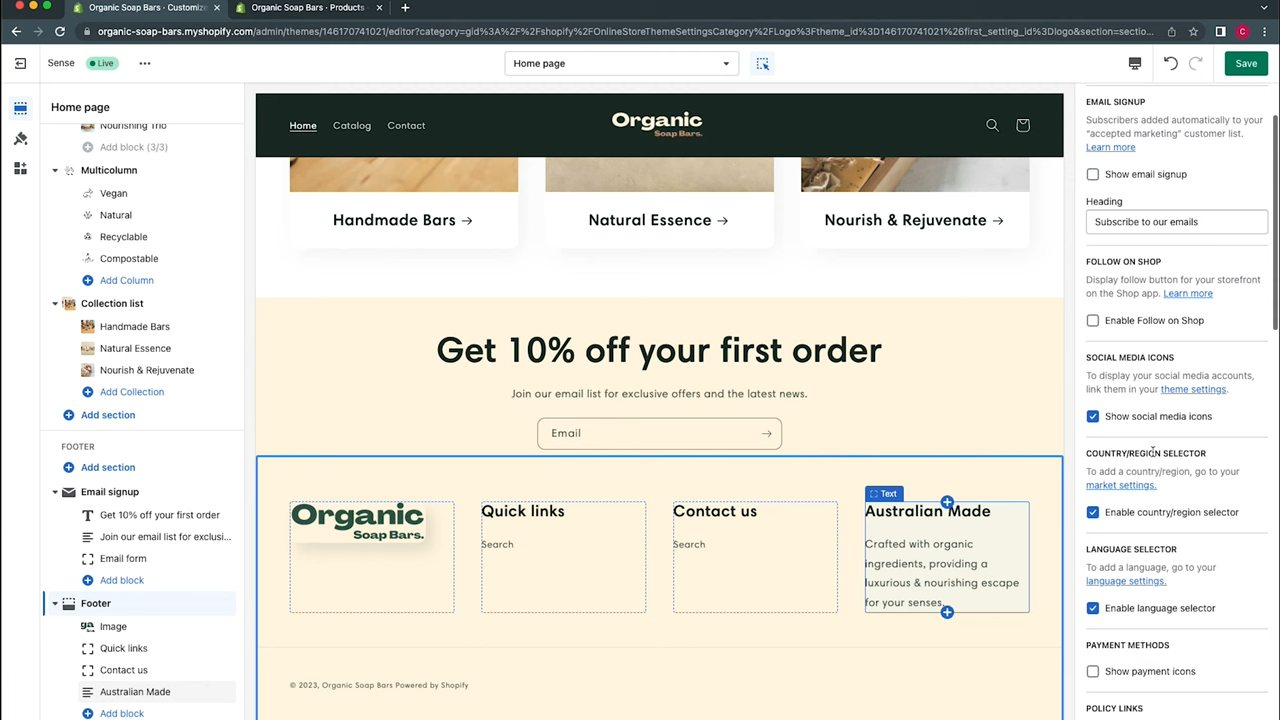 Organic Soap Bars · Customiz
Organic Soap Bars · Products ·
organic-soap-bars.myshopify.com/admin/themes/146170741021/editor?category=gid%3A%2F%2Fshopify%2FOnlineStoreThemeSettingsCategory%2FLogo%3Ftheme_id%3D146170741021%26first_setting_id%3Dlogo&section=sectio...
C
Sense
Live
Home page
Save
Home page
Nourishing Trio
Add block (3/3)
Multicolumn
Vegan
Natural
Recyclable
Compostable
Add Column
Collection list
Handmade Bars
Natural Essence
Nourish & Rejuvenate
Add Collection
Add section
FOOTER
Add section
Email signup
Get 10% off your first order
Join our email list for exclusi...
Email form
Add block
Footer
Image
Quick links
Contact us
Australian Made
Add block
Home
Catalog
Contact
Organic
Soap Bars.
Handmade Bars →
Natural Essence →
Nourish & Rejuvenate →
Get 10% off your first order
Join our email list for exclusive offers and the latest news.
Email →
Organic
Soap Bars.
Quick links
Search
Contact us
Search
Text
Australian Made
Crafted with organic
ingredients, providing a
luxurious & nourishing escape
for your senses.
© 2023, Organic Soap Bars Powered by Shopify
EMAIL SIGNUP
Subscribers added automatically to your
"accepted marketing" customer list.
Learn more
Show email signup
Heading
Subscribe to our emails
FOLLOW ON SHOP
Display follow button for your storefront
on the Shop app. Learn more
Enable Follow on Shop
SOCIAL MEDIA ICONS
To display your social media accounts,
link them in your theme settings.
Show social media icons
COUNTRY/REGION SELECTOR
To add a country/region, go to your
market settings.
Enable country/region selector
LANGUAGE SELECTOR
To add a language, go to your
language settings.
Enable language selector
PAYMENT METHODS
Show payment icons
POLICY LINKS